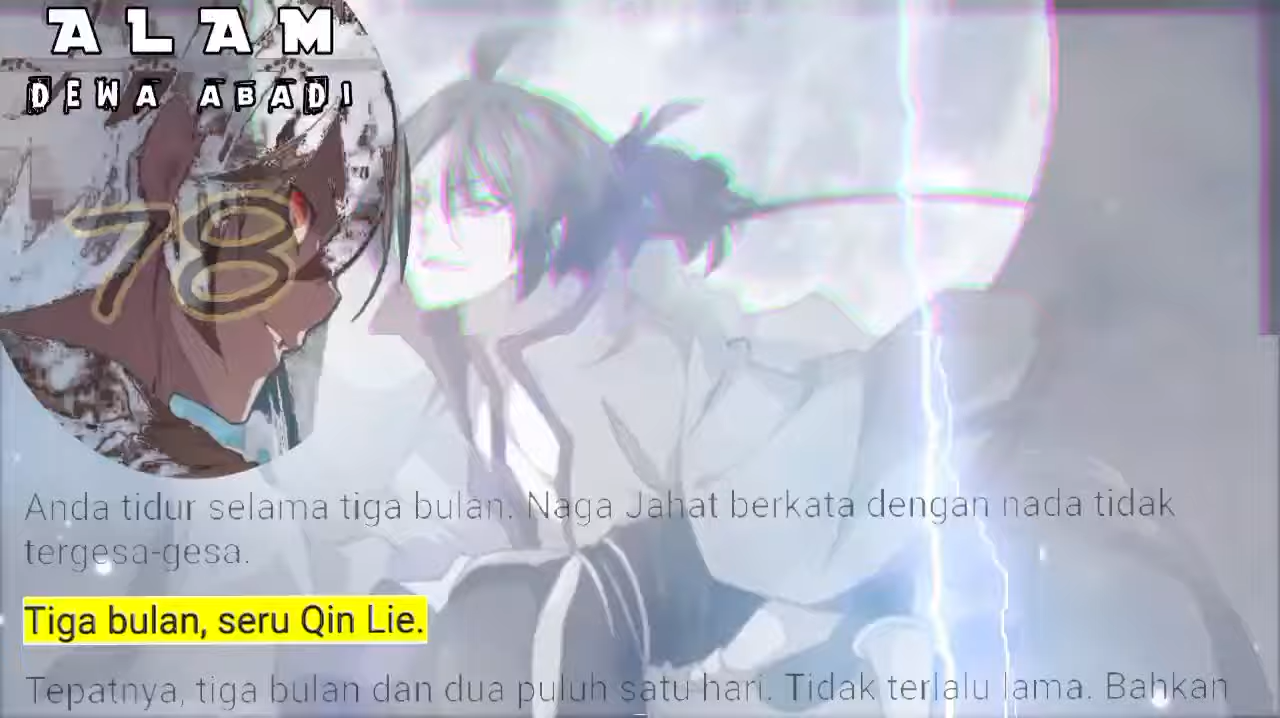 ALAM
DEWA ABADI
78
Anda tidur selama tiga bulan. Naga Jahat berkata dengan nada tidak
tergesa-gesa.
Tiga bulan, seru Qin Lie.
Tepatnya, tiga bulan dan dua puluh satu hari. Tidak terlalu lama. Bahkan